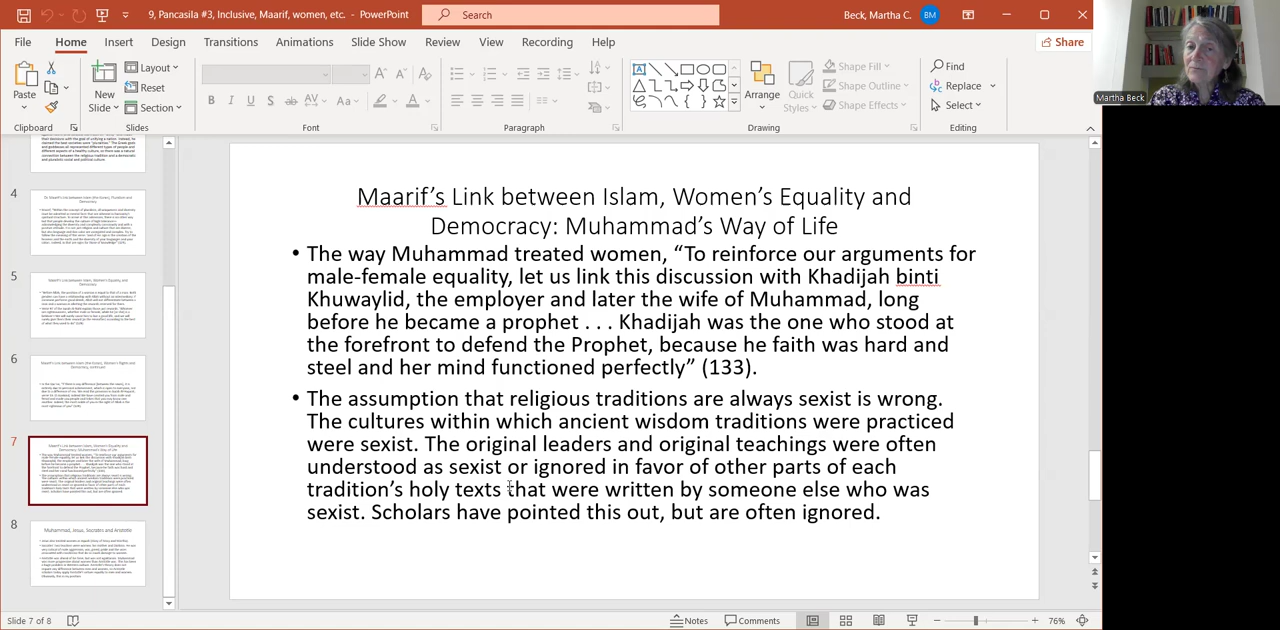 9, Pancasila #3, Inclusive, Maarif, women, etc. - PowerPoint
Search
Beck, Martha C.
BM
File Home Insert Design Slide Show Transitions Animations Review View Recording Help
Share
Paste
Clipboard
New
Slide
Layout
Reset
Section
Slides
B I U S ab AV Aa A
Font
Paragraph
Arrange
Quick
Styles
Shape Fill
Shape Outline
Shape Effects
Drawing
Find
Replace
Select
Editing
Martha Beck
4
5
6
7
8
Muhammad, Jesus, Socrates and Aristotle
Maarif's Link between Islam, Women's Equality and
Democracy: Muhammad's Way of Life
• The way Muhammad treated women, "To reinforce our arguments for
male-female equality, let us link this discussion with Khadijah binti
Khuwaylid, the employer and later the wife of Muhammad, long
before he became a prophet . . . Khadijah was the one who stood at
the forefront to defend the Prophet, because he faith was hard and
steel and her mind functioned perfectly" (133).
• The assumption that religious traditions are always sexist is wrong.
The cultures within which ancient wisdom traditions were practiced
were sexist. The original leaders and original teachings were often
understood as sexist or ignored in favor of other parts of each
tradition's holy texts that were written by someone else who was
sexist. Scholars have pointed this out, but are often ignored.
Slide 7 of 8
Notes
Comments
76%